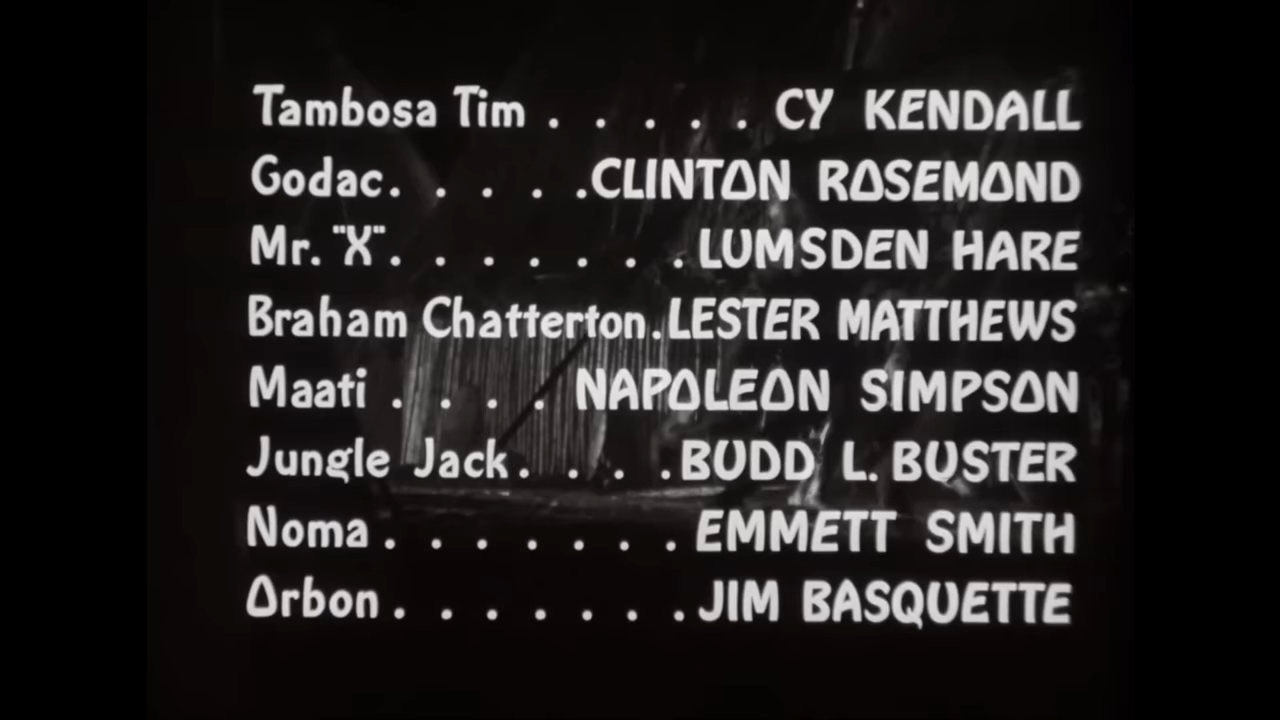 Tambosa Tim . . . . . CY KENDALL
Godac. . . . .CLINTON ROSEMOND
Mr. "X". . . . . . .LUMSDEN HARE
Braham Chatterton.LESTER MATTHEWS
Maati . . . . NAPOLEON SIMPSON
Jungle Jack. . . .BUDD L. BUSTER
Noma . . . . . . . EMMETT SMITH
Orbon . . . . . . .JIM BASQUETTE